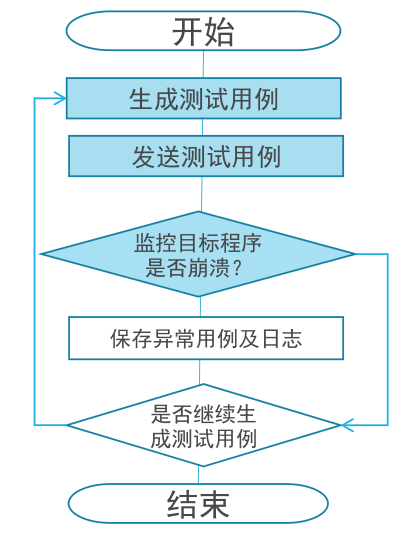 开始
生成测试用例
发送测试用例
监控目标程序
是否崩溃？
保存异常用例及日志
是否继续生
成测试用例
结束